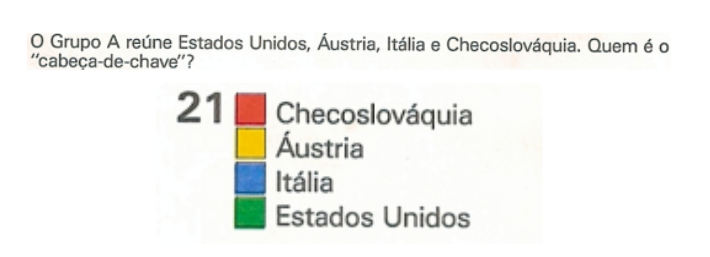 O Grupo A reúne Estados Unidos, Áustria, Itália e Checoslováquia. Quem é o
"cabeça-de-chave"?
21 Checoslováquia
Áustria
Itália
Estados Unidos